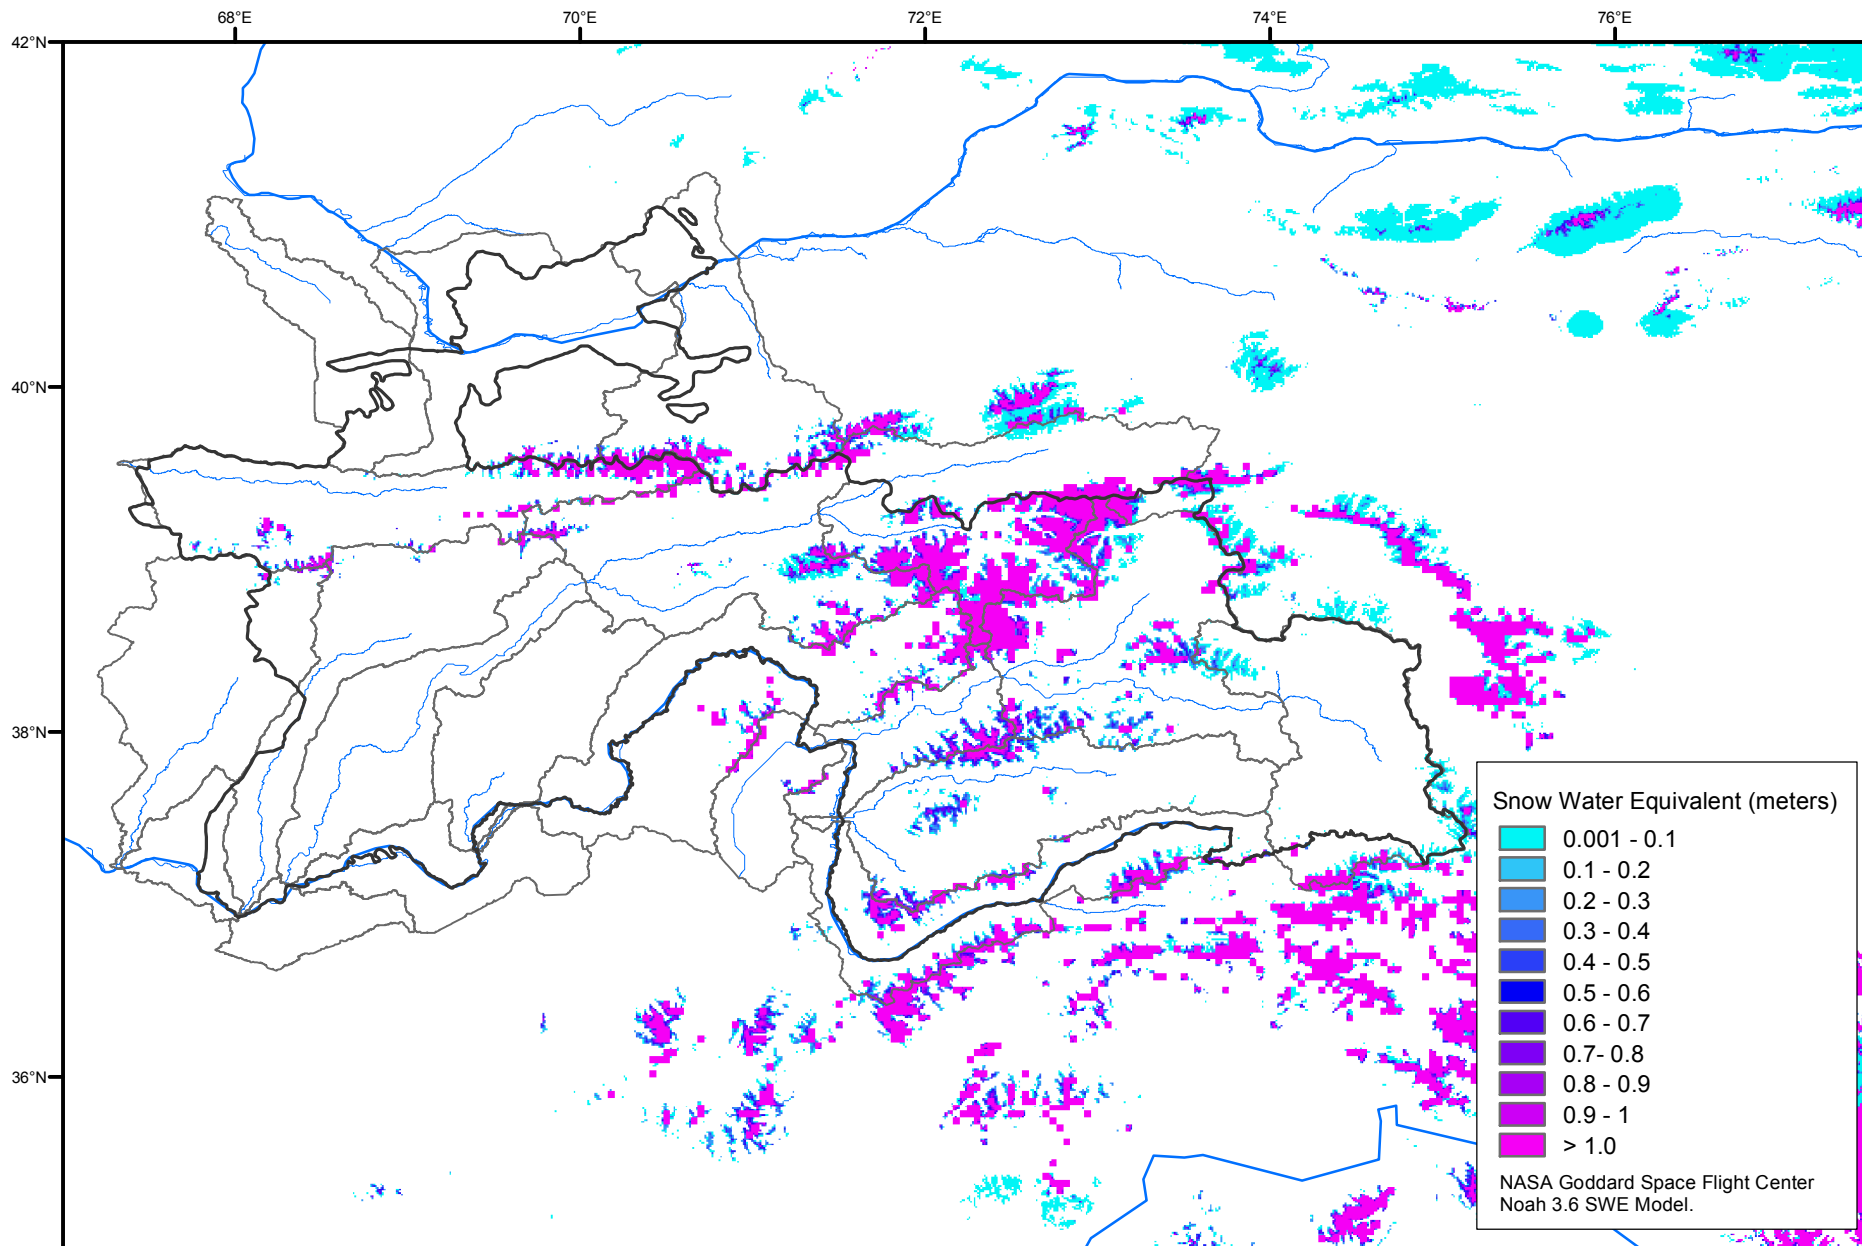 68°E 70°E 72°E 74°E 76°E
42°N
40°N
38°N
36°N
Snow Water Equivalent (meters)
0.001 - 0.1
0.1 - 0.2
0.2 - 0.3
0.3 - 0.4
0.4 - 0.5
0.5 - 0.6
0.6 - 0.7
0.7- 0.8
0.8 - 0.9
0.9 - 1
> 1.0
NASA Goddard Space Flight Center
Noah 3.6 SWE Model.